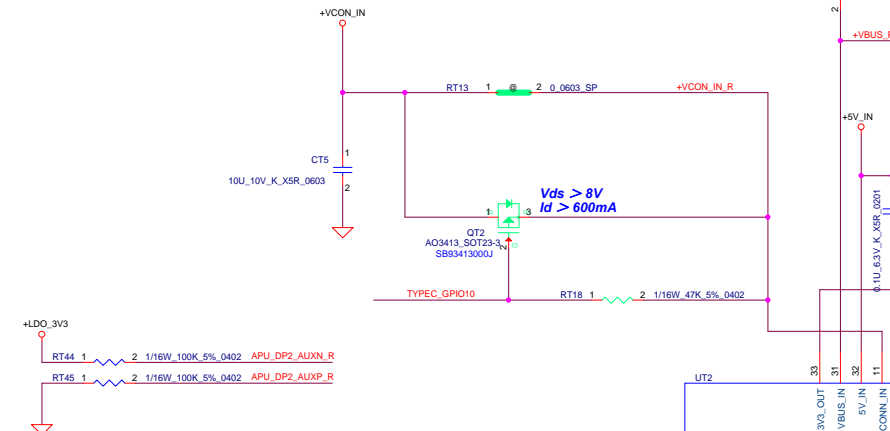 +VCON_IN
2
+VBUS_
RT13 1 @ 2 0_0603_SP +VCON_IN_R
+5V_IN
CT5
1
10U_10V_K_X5R_0603
2
Vds > 8V
Id > 600mA
1 3
QT2
AO3413_SOT23-3
SB93413000J
2
0.1U_6.3V_K_X5R_0201
TYPEC_GPIO10
RT18 1 2 1/16W_47K_5%_0402
+LDO_3V3
RT44 1 2 1/16W_100K_5%_0402 APU_DP2_AUXN_R
RT45 1 2 1/16W_100K_5%_0402 APU_DP2_AUXP_R
UT2
33
31
32
11
3V3_OUT
VBUS_IN
5V_IN
CONN_IN